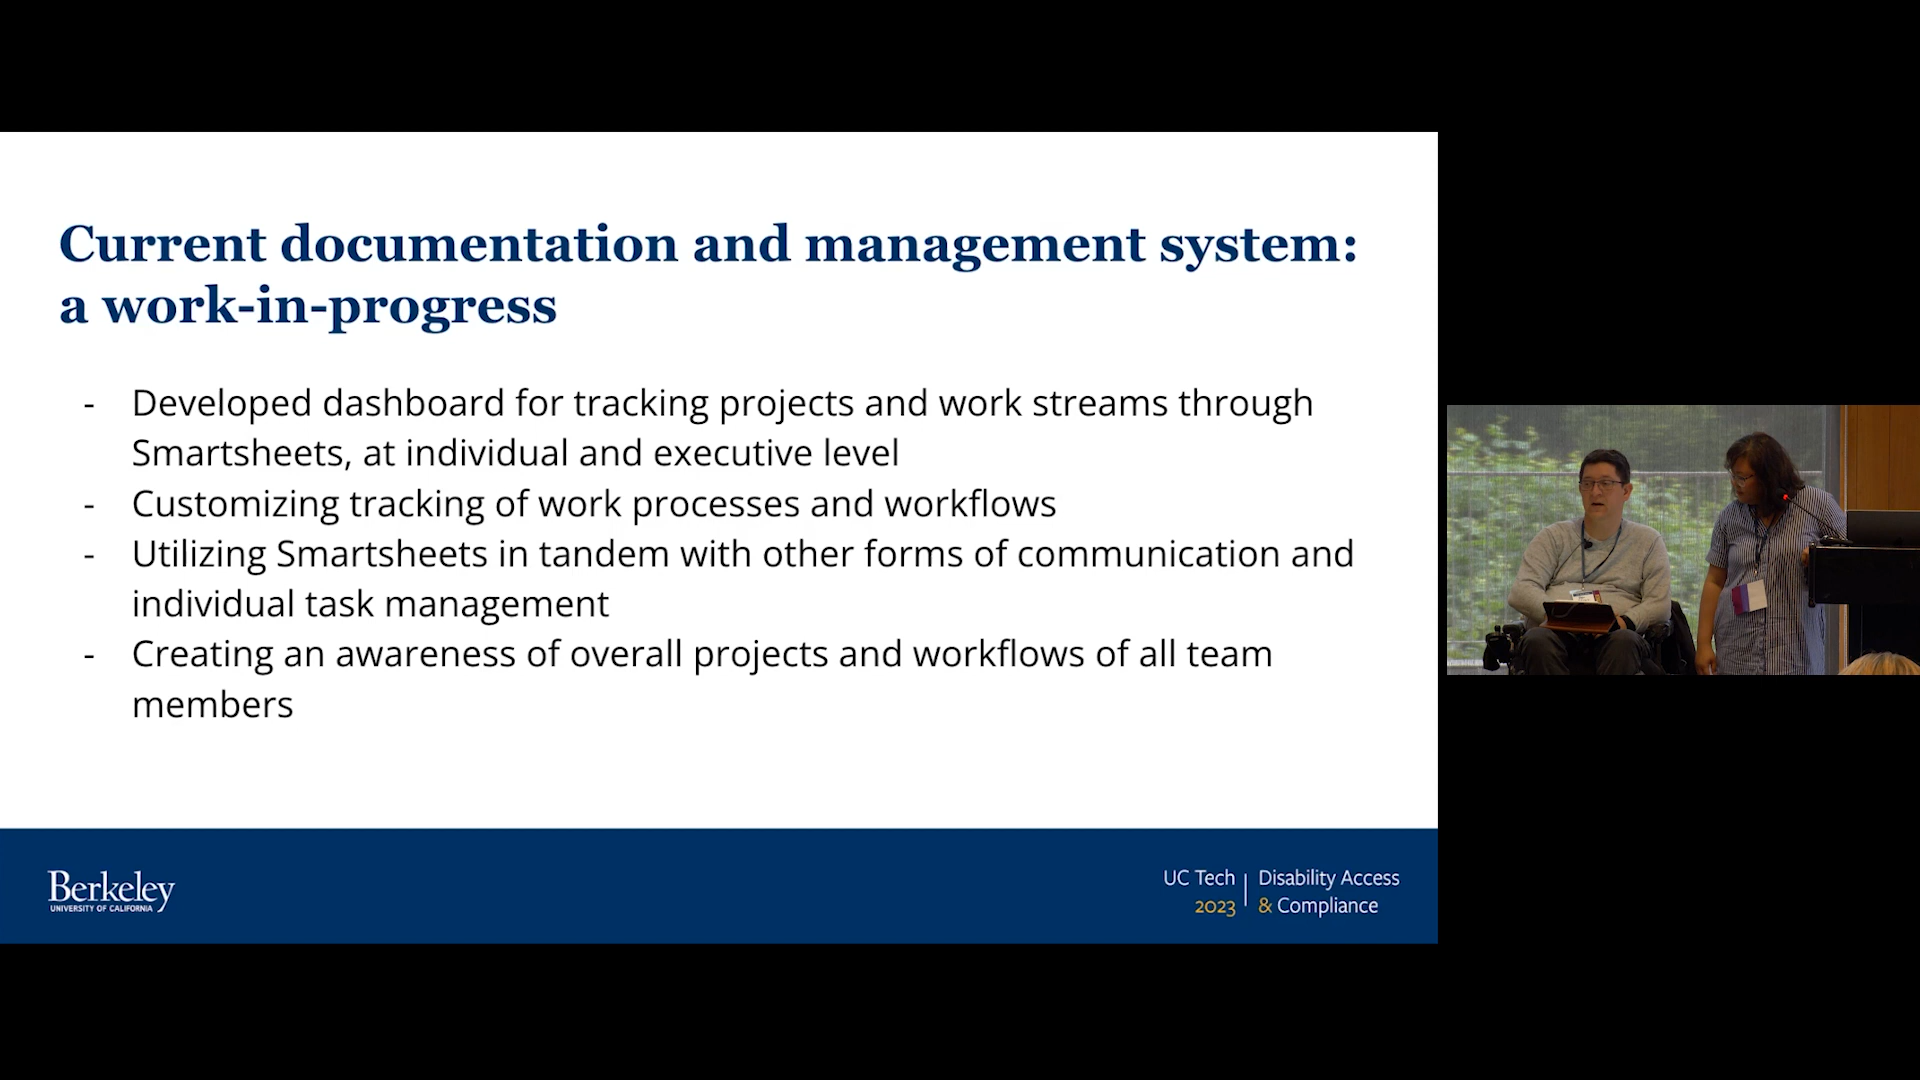 Current documentation and management system:
a work-in-progress
- Developed dashboard for tracking projects and work streams through
Smartsheets, at individual and executive level
- Customizing tracking of work processes and workflows
- Utilizing Smartsheets in tandem with other forms of communication and
individual task management
- Creating an awareness of overall projects and workflows of all team
members
Berkeley
UNIVERSITY OF CALIFORNIA
UC Tech
2023
Disability Access
& Compliance